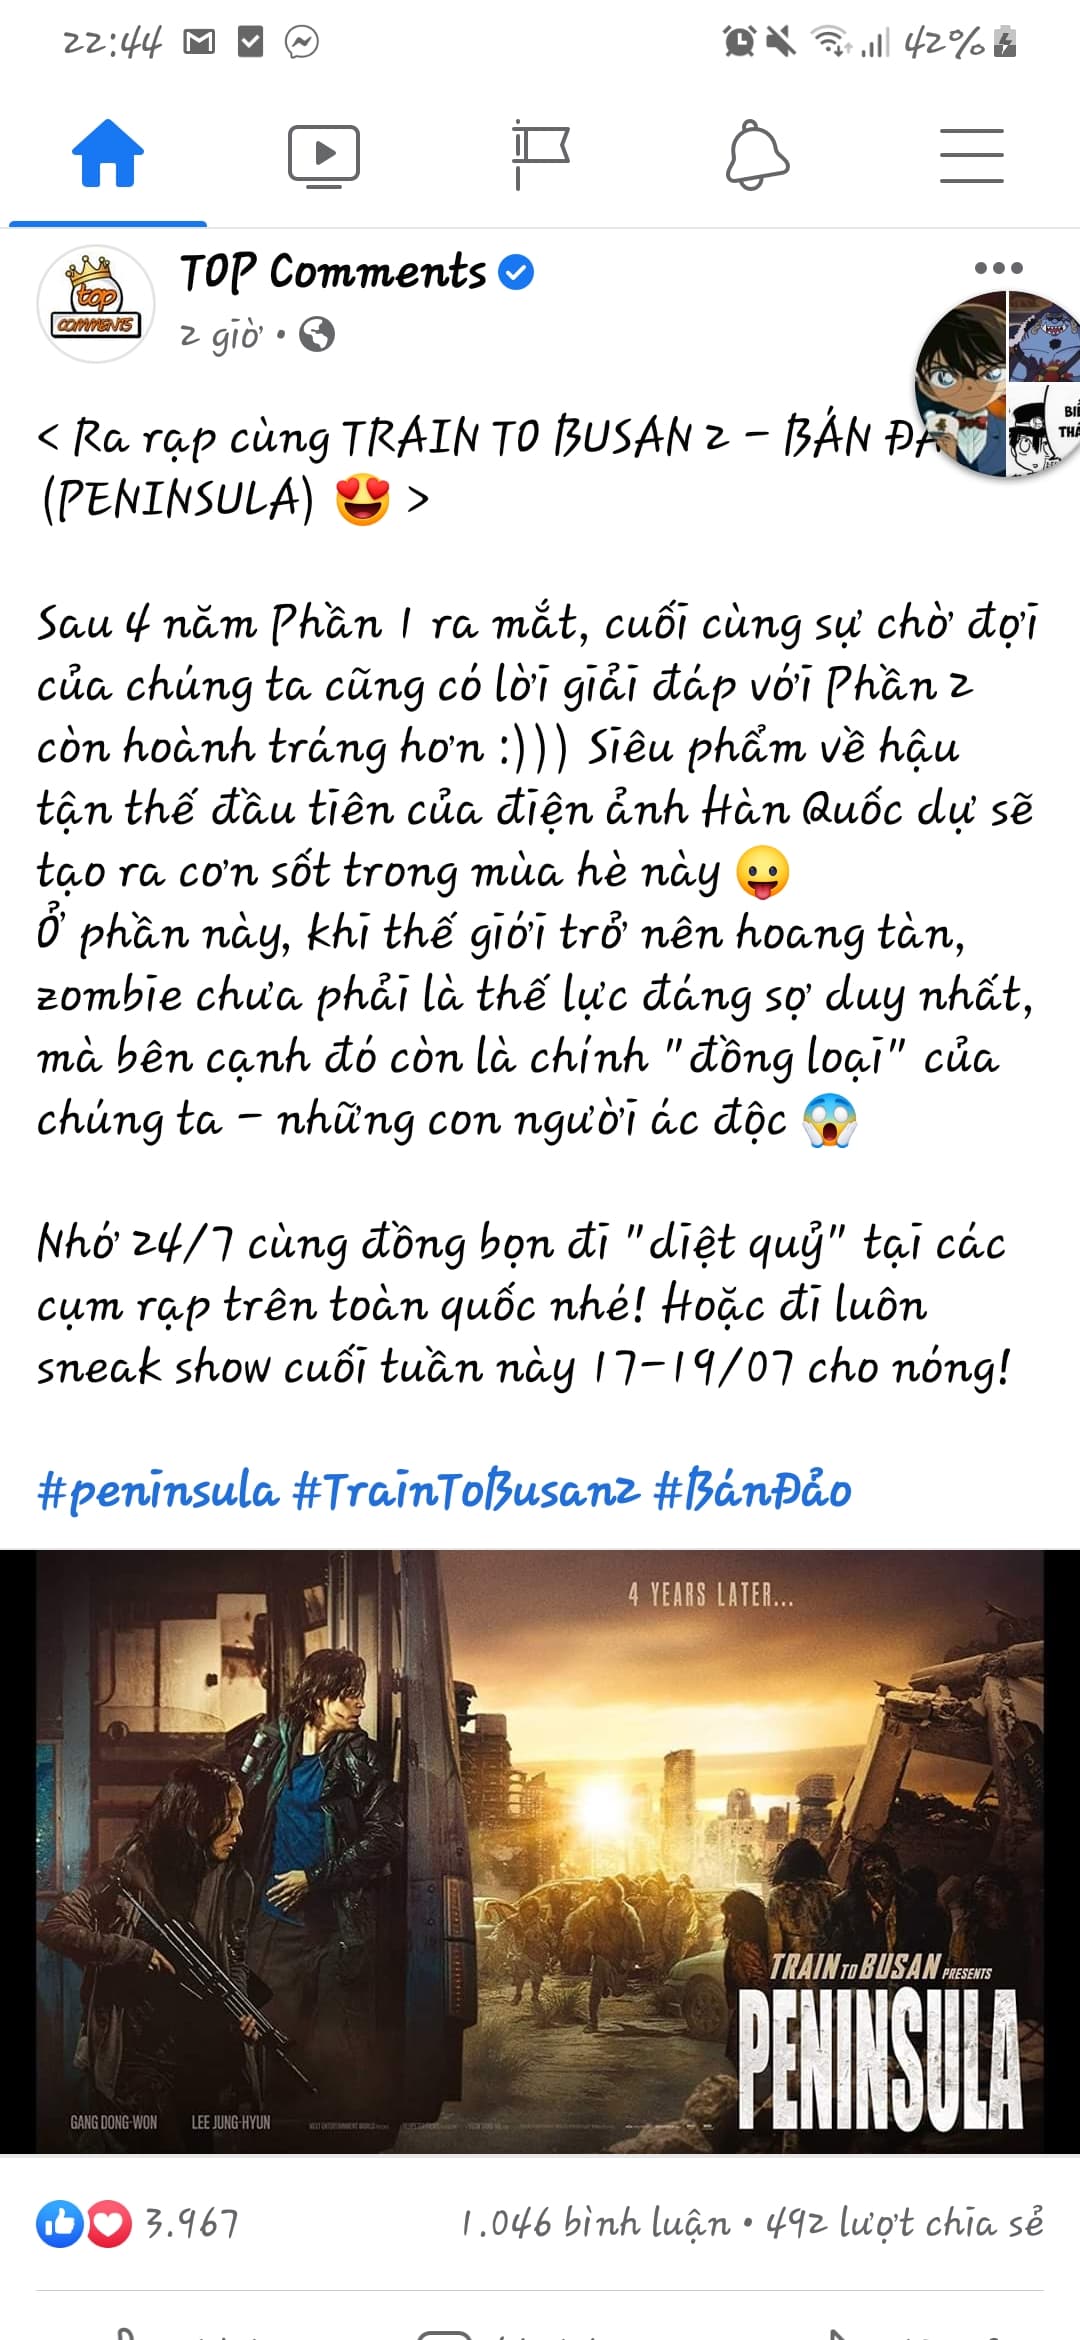 22:44
42%
TOP Comments
top
COMMENTS
2 giờ
BI
THÁ
< Ra rạp cùng TRAIN TO BUSAN 2 - BÁN ĐẢ
(PENINSULA) 😍 >
Sau 4 năm Phần 1 ra mắt, cuối cùng sự chờ đợi
của chúng ta cũng có lời giải đáp với Phần 2
còn hoành tráng hơn :))) Siêu phẩm về hậu
tận thế đầu tiên của điện ảnh Hàn Quốc dự sẽ
tạo ra cơn sốt trong mùa hè này 😛
Ở phần này, khi thế giới trở nên hoang tàn,
zombie chưa phải là thế lực đáng sợ duy nhất,
mà bên cạnh đó còn là chính "đồng loại" của
chúng ta - những con người ác độc 😱
Nhớ 24/7 cùng đồng bọn đi "diệt quỷ" tại các
cụm rạp trên toàn quốc nhé! Hoặc đi luôn
sneak show cuối tuần này 17-19/07 cho nóng!
#peninsula #TrainToBusan2 #BánĐảo
4 YEARS LATER...
TRAIN TO BUSAN PRESENTS
PENINSULA
GANG DONG-WON LEE JUNG-HYUN
3.967
1.046 bình luận • 492 lượt chia sẻ